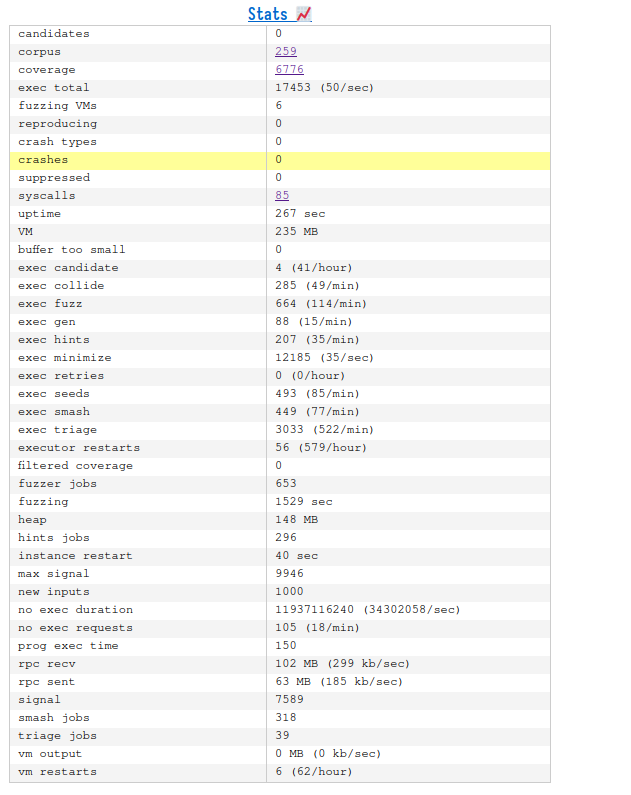 Stats 📈
candidates 0
corpus 259
coverage 6776
exec total 17453 (50/sec)
fuzzing VMs 6
reproducing 0
crash types 0
crashes 0
suppressed 0
syscalls 85
uptime 267 sec
VM 235 MB
buffer too small 0
exec candidate 4 (41/hour)
exec collide 285 (49/min)
exec fuzz 664 (114/min)
exec gen 88 (15/min)
exec hints 207 (35/min)
exec minimize 12185 (35/sec)
exec retries 0 (0/hour)
exec seeds 493 (85/min)
exec smash 449 (77/min)
exec triage 3033 (522/min)
executor restarts 56 (579/hour)
filtered coverage 0
fuzzer jobs 653
fuzzing 1529 sec
heap 148 MB
hints jobs 296
instance restart 40 sec
max signal 9946
new inputs 1000
no exec duration 11937116240 (34302058/sec)
no exec requests 105 (18/min)
prog exec time 150
rpc recv 102 MB (299 kb/sec)
rpc sent 63 MB (185 kb/sec)
signal 7589
smash jobs 318
triage jobs 39
vm output 0 MB (0 kb/sec)
vm restarts 6 (62/hour)